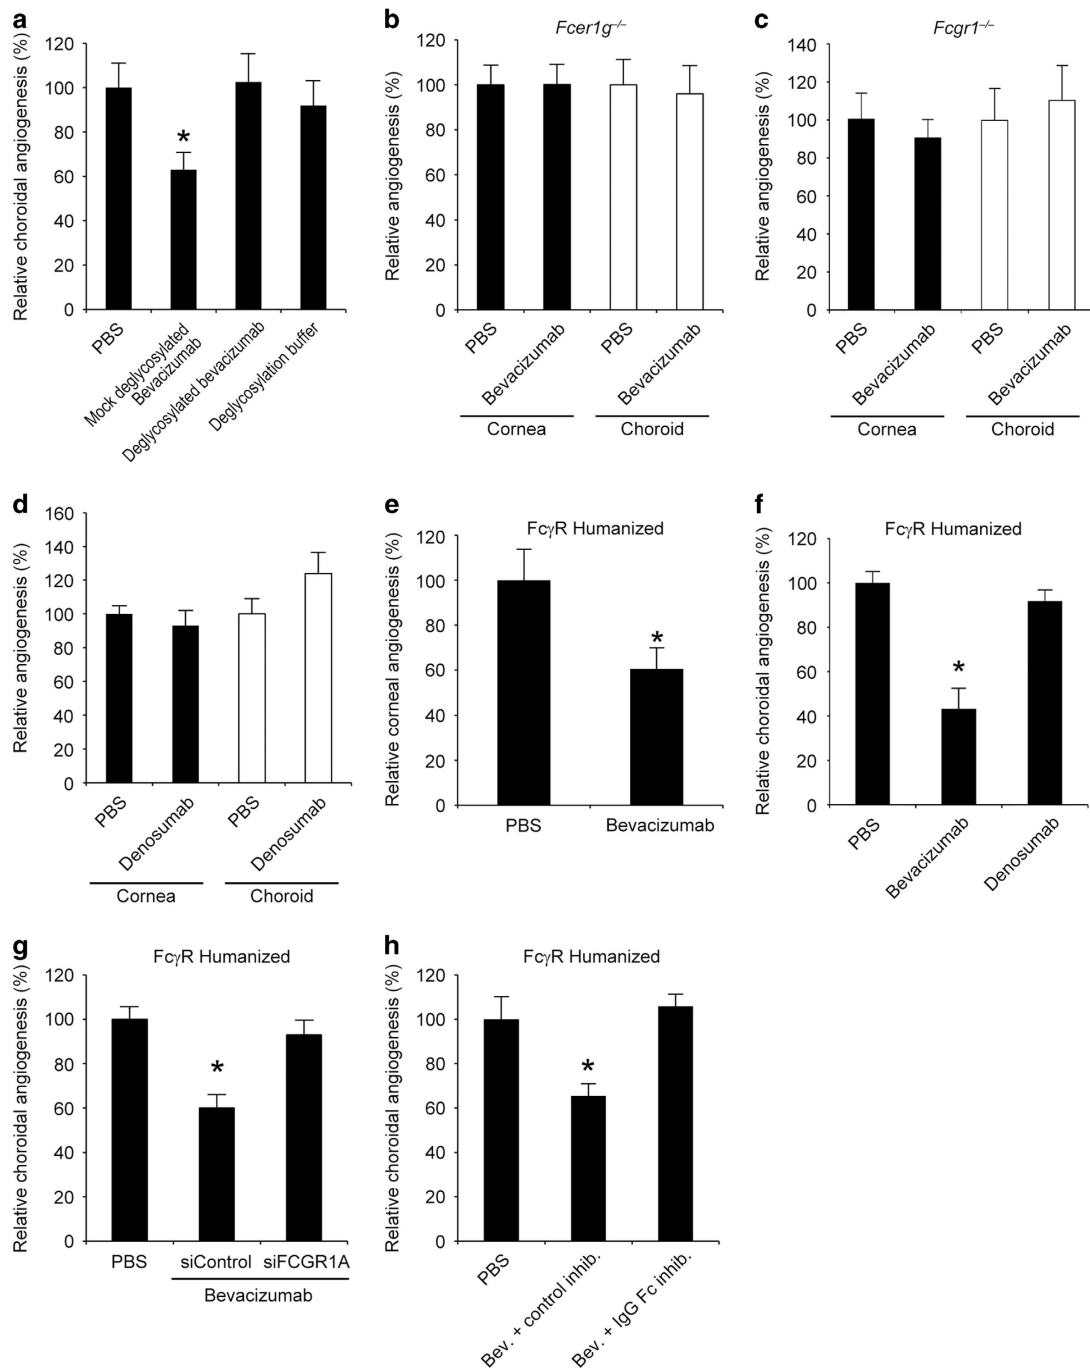 a
Relative choroidal angiogenesis (%)
120
100
80
60
40
20
0
*
PBS
Mock deglycosylated
Bevacizumab
Deglycosylated bevacizumab
Deglycosylation buffer
b
Fcer1g–/–
Relative angiogenesis (%)
120
100
80
60
40
20
0
PBS
Bevacizumab
PBS
Bevacizumab
Cornea
Choroid
c
Fcgr1–/–
Relative angiogenesis (%)
140
120
100
80
60
40
20
0
PBS
Bevacizumab
PBS
Bevacizumab
Cornea
Choroid
d
Relative angiogenesis (%)
160
140
120
100
80
60
40
20
0
PBS
Denosumab
PBS
Denosumab
Cornea
Choroid
e
FcγR Humanized
Relative corneal angiogenesis (%)
120
100
80
60
40
20
0
*
PBS
Bevacizumab
f
FcγR Humanized
Relative choroidal angiogenesis (%)
120
100
80
60
40
20
0
*
PBS
Bevacizumab
Denosumab
g
FcγR Humanized
Relative choroidal angiogenesis (%)
120
100
80
60
40
20
0
*
PBS
siControl
siFCGR1A
Bevacizumab
h
FcγR Humanized
Relative choroidal angiogenesis (%)
120
100
80
60
40
20
0
*
PBS
Bev. + control inhib.
Bev. + IgG Fc inhib.